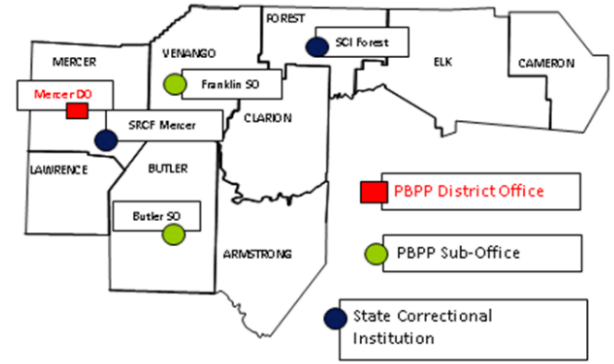 FOREST
SCI Forest
MERCER
VENANGO
ELK
CAMERON
Mercer DO
Franklin SO
CLARION
SRCF Mercer
LAWRENCE
BUTLER
PBPP District Office
Butler SO
ARMSTRONG
PBPP Sub-Office
State Correctional
Institution